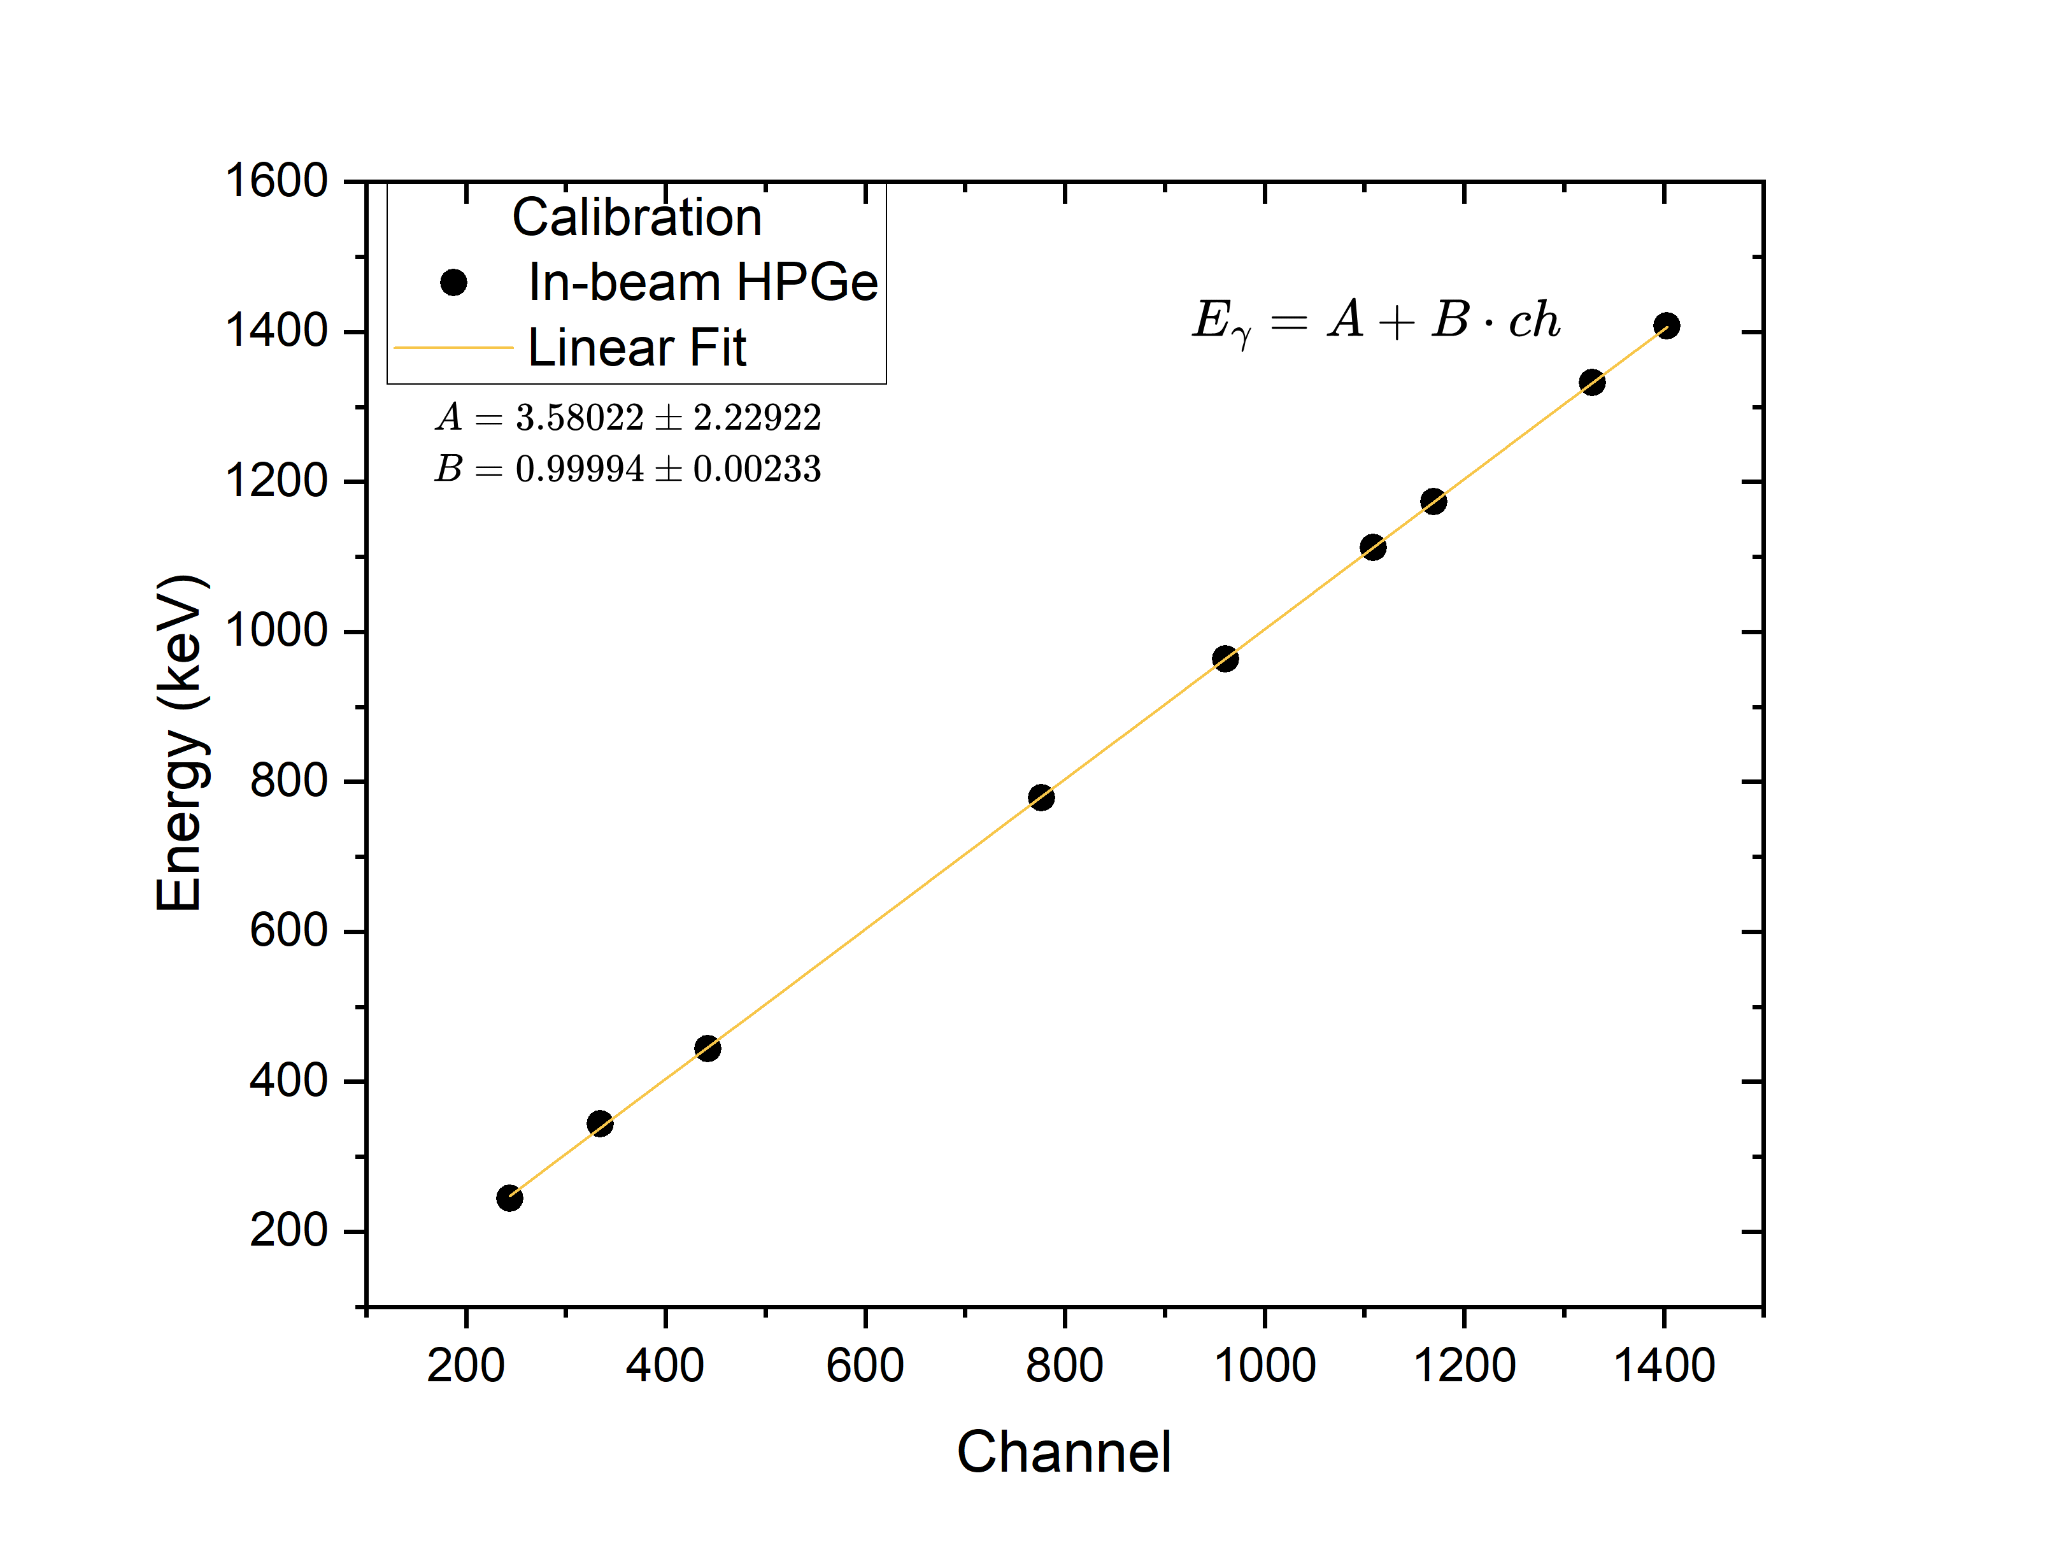 1600
1400
1200
1000
800
600
400
200
Energy (keV)
Calibration
In-beam HPGe
Linear Fit
A = 3.58022 ± 2.22922
B = 0.99994 ± 0.00233
E_γ = A + B · ch
200 400 600 800 1000 1200 1400
Channel